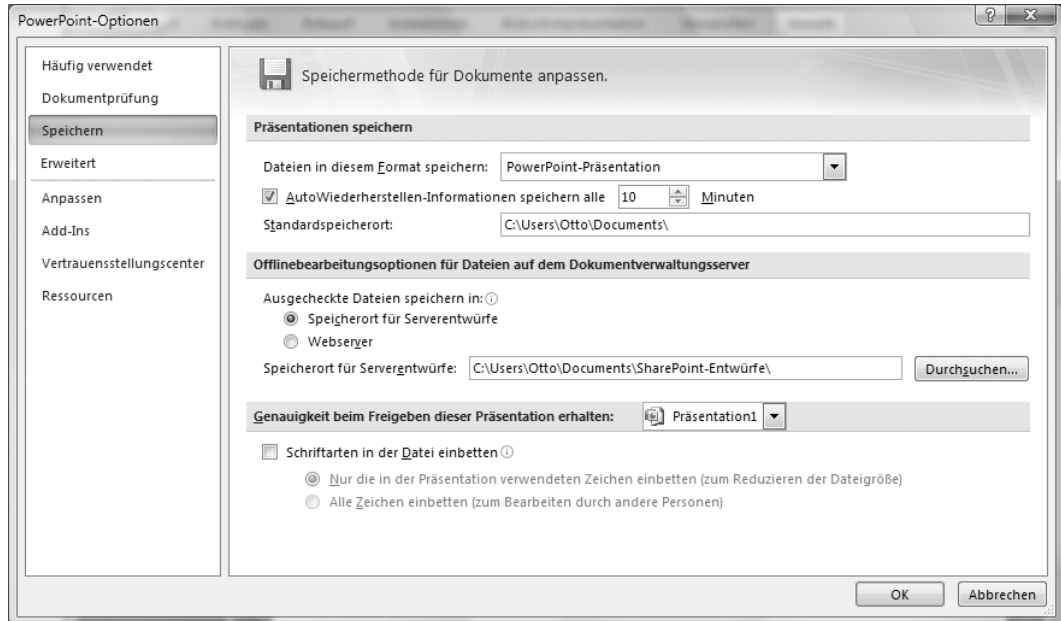 PowerPoint-Optionen
Häufig verwendet
Dokumentprüfung
Speichern
Erweitert
Anpassen
Add-Ins
Vertrauensstellungscenter
Ressourcen
Speichermethode für Dokumente anpassen.
Präsentationen speichern
Dateien in diesem Format speichern: PowerPoint-Präsentation
AutoWiederherstellen-Informationen speichern alle 10 Minuten
Standardspeicherort: C:\Users\Otto\Documents\
Offlinebearbeitungsoptionen für Dateien auf dem Dokumentverwaltungsserver
Ausgecheckte Dateien speichern in:
Speicherort für Serverentwürfe
Webserver
Speicherort für Serverentwürfe: C:\Users\Otto\Documents\SharePoint-Entwürfe\ Durchsuchen...
Genauigkeit beim Freigeben dieser Präsentation erhalten: Präsentation1
Schriftarten in der Datei einbetten
Nur die in der Präsentation verwendeten Zeichen einbetten (zum Reduzieren der Dateigröße)
Alle Zeichen einbetten (zum Bearbeiten durch andere Personen)
OK Abbrechen